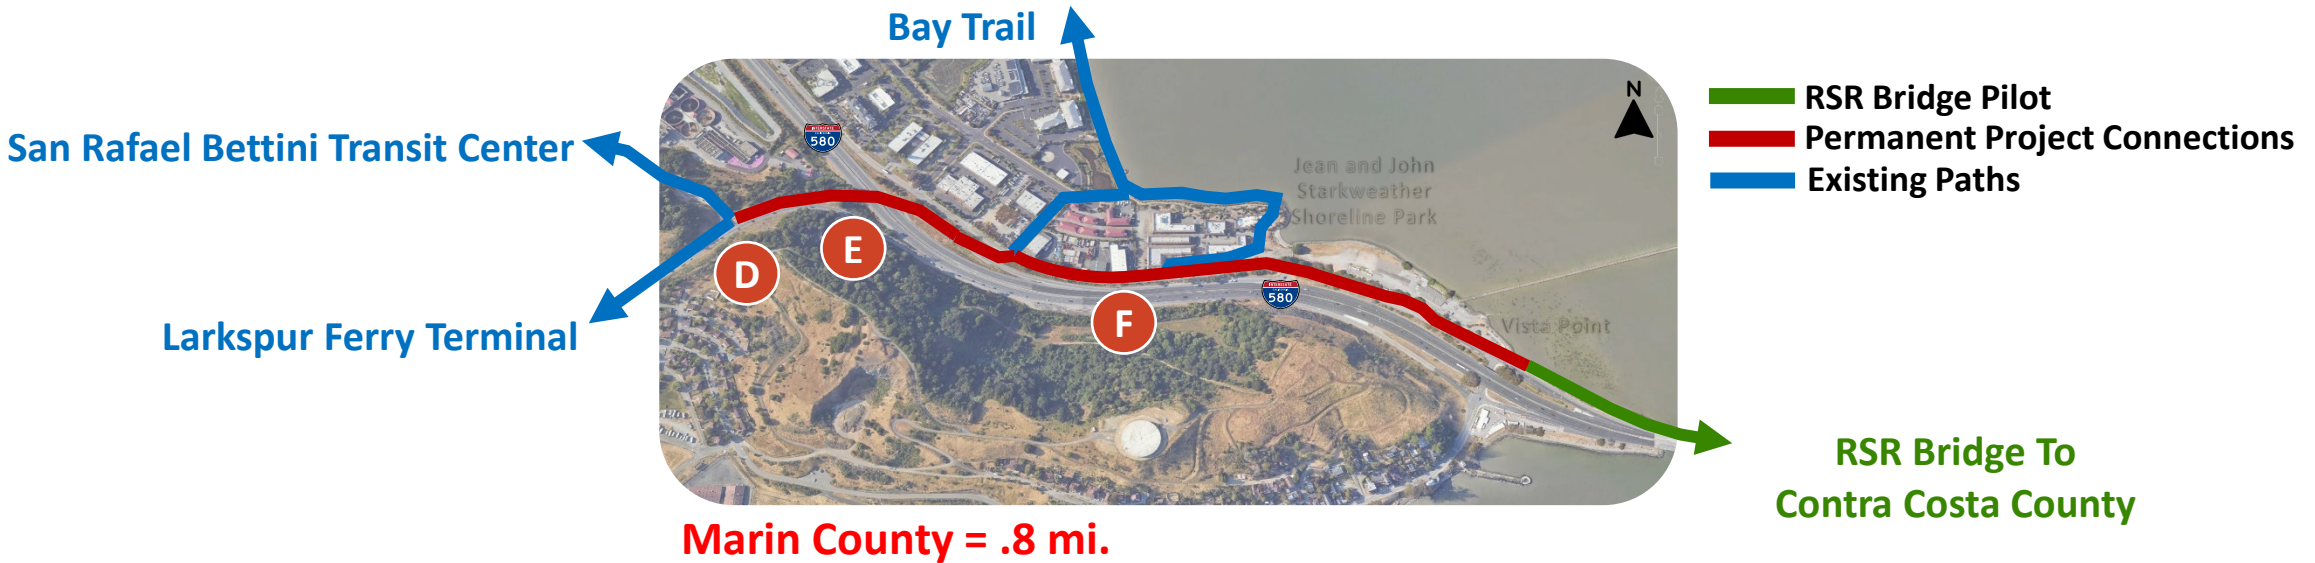 Bay Trail
San Rafael Bettini Transit Center
Larkspur Ferry Terminal
INTERSTATE
580
N
Jean and John
Starkweather
Shoreline Park
D
E
F
INTERSTATE
580
Vista Point
RSR Bridge Pilot
Permanent Project Connections
Existing Paths
RSR Bridge To
Contra Costa County
Marin County = .8 mi.